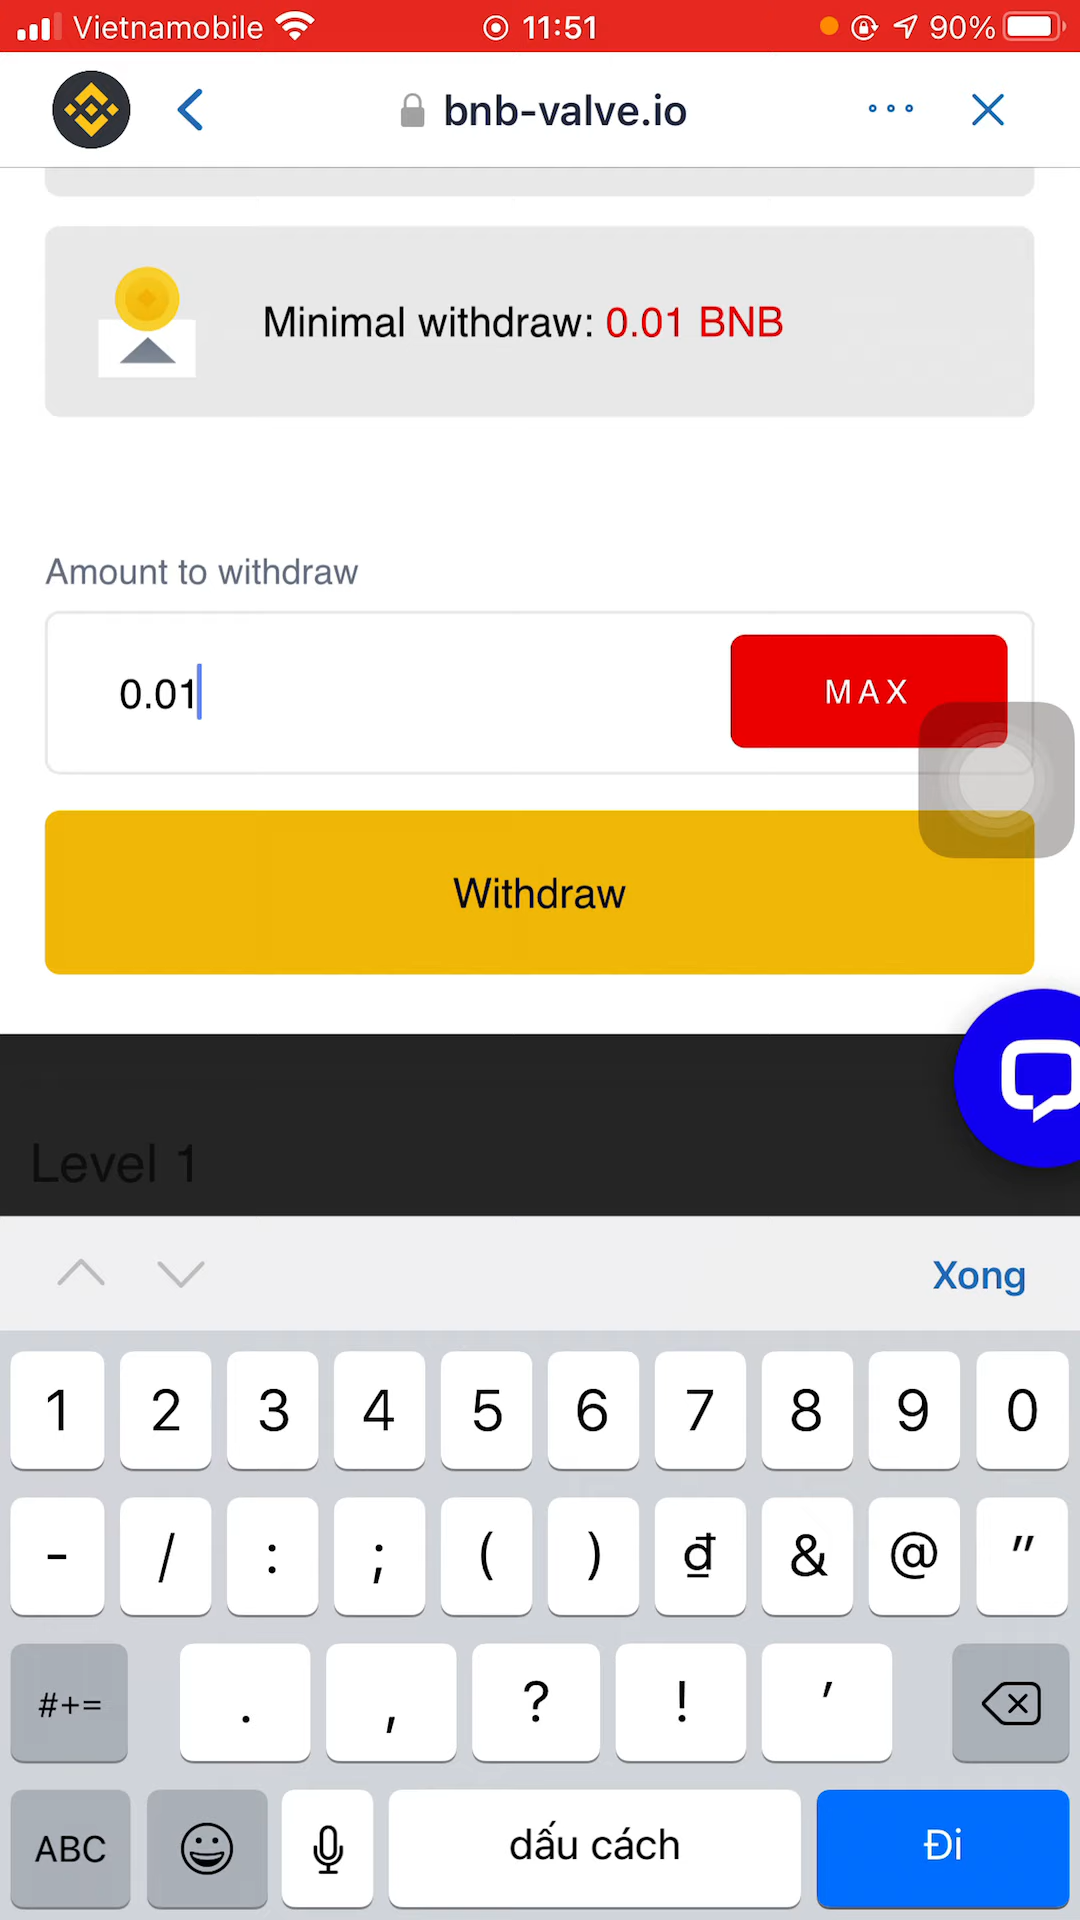 Vietnamobile 11:51 90%
bnb-valve.io
Minimal withdraw: 0.01 BNB
Amount to withdraw
0.01 MAX
Withdraw
Level 1
Xong
1 2 3 4 5 6 7 8 9 0
- / : ; ( ) ₫ & @ "
#+= . , ? ! '
ABC dấu cách Đi